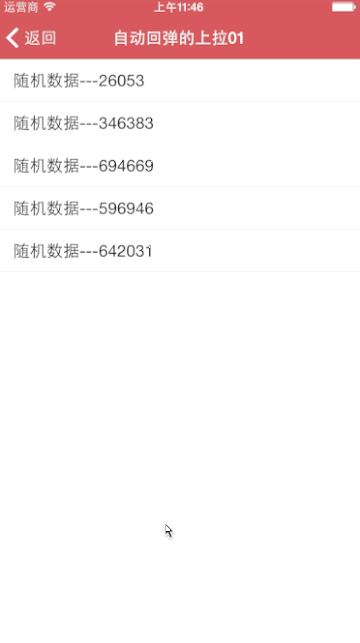 运营商 上午11:46
返回 自动回弹的上拉01
随机数据---26053
随机数据---346383
随机数据---694669
随机数据---596946
随机数据---642031